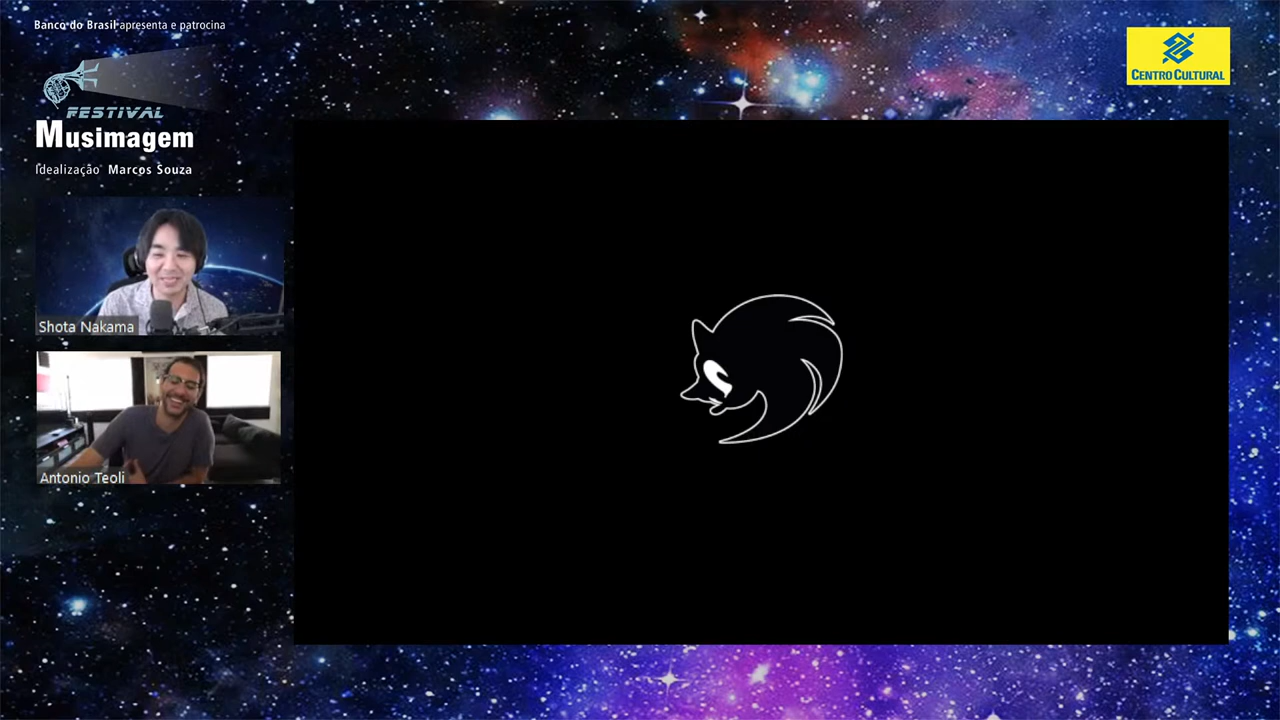 Banco do Brasil apresenta e patrocina
FESTIVAL
Musimagem
Idealização Marcos Souza
CENTRO CULTURAL
Shota Nakama
Antonio Teoli